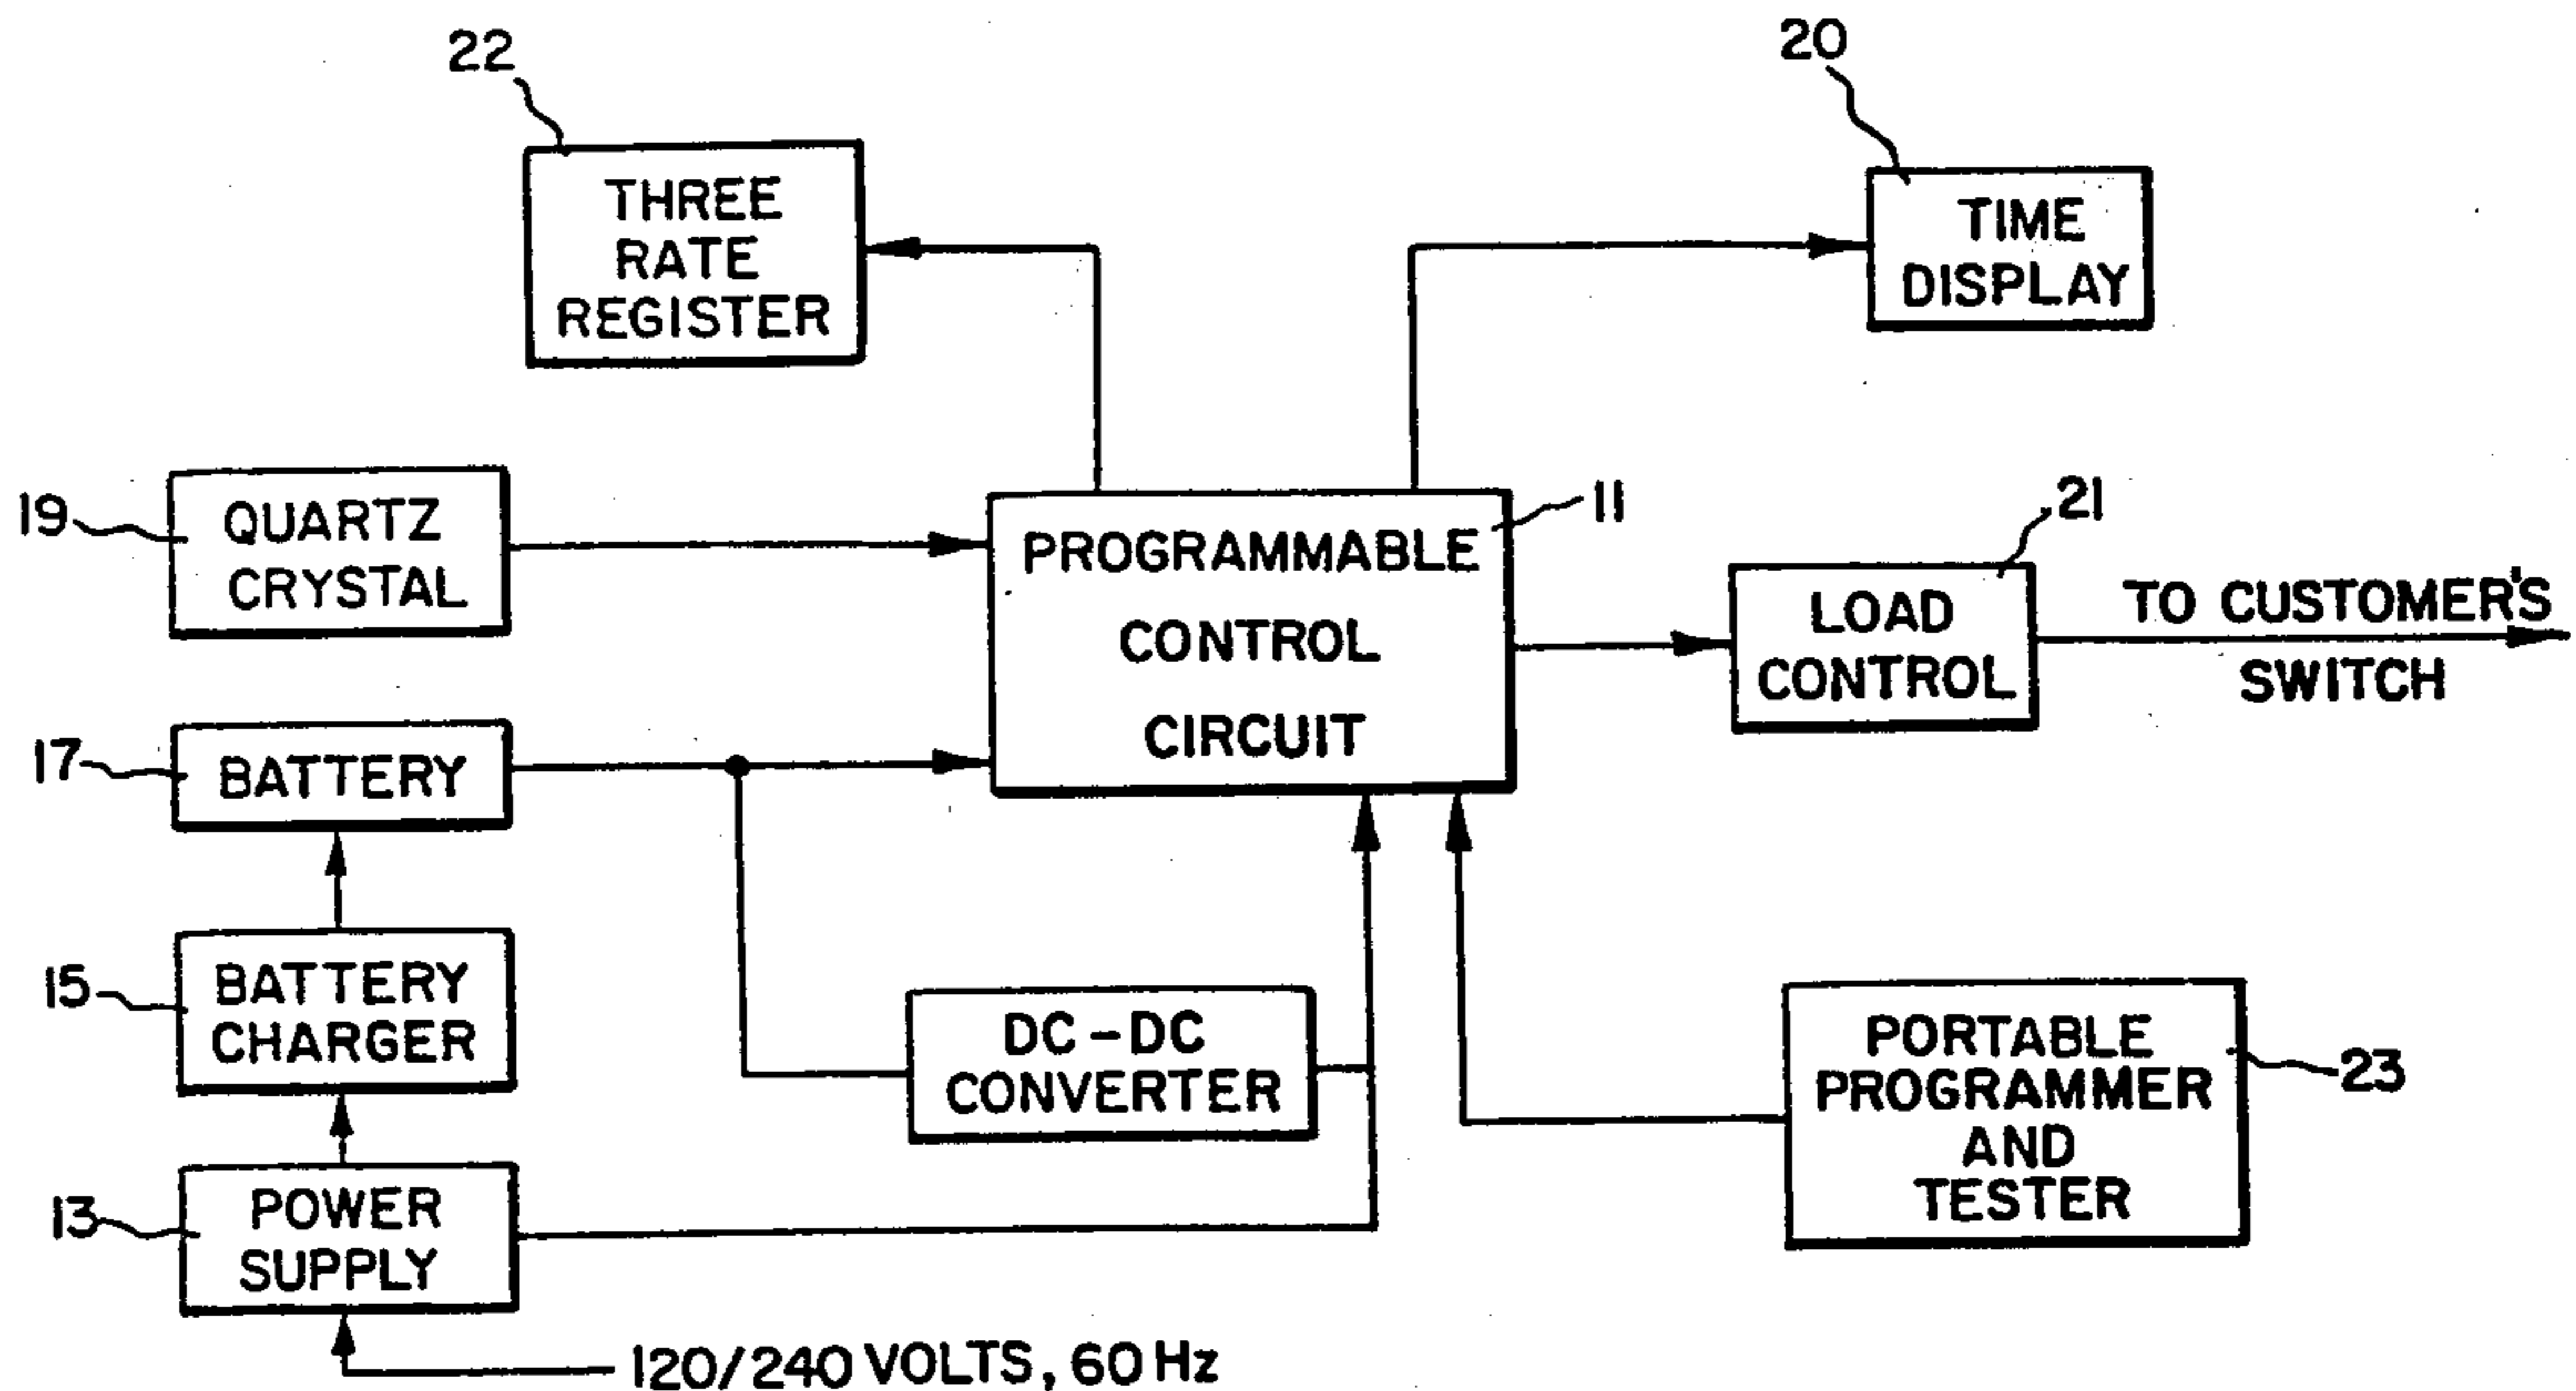 22
20
THREE
RATE
REGISTER
TIME
DISPLAY
19
QUARTZ
CRYSTAL
PROGRAMMABLE
CONTROL
CIRCUIT
11
21
LOAD
CONTROL
TO CUSTOMER'S
SWITCH
17
BATTERY
15
BATTERY
CHARGER
DC-DC
CONVERTER
PORTABLE
PROGRAMMER
AND
TESTER
23
13
POWER
SUPPLY
120/240 VOLTS, 60 Hz